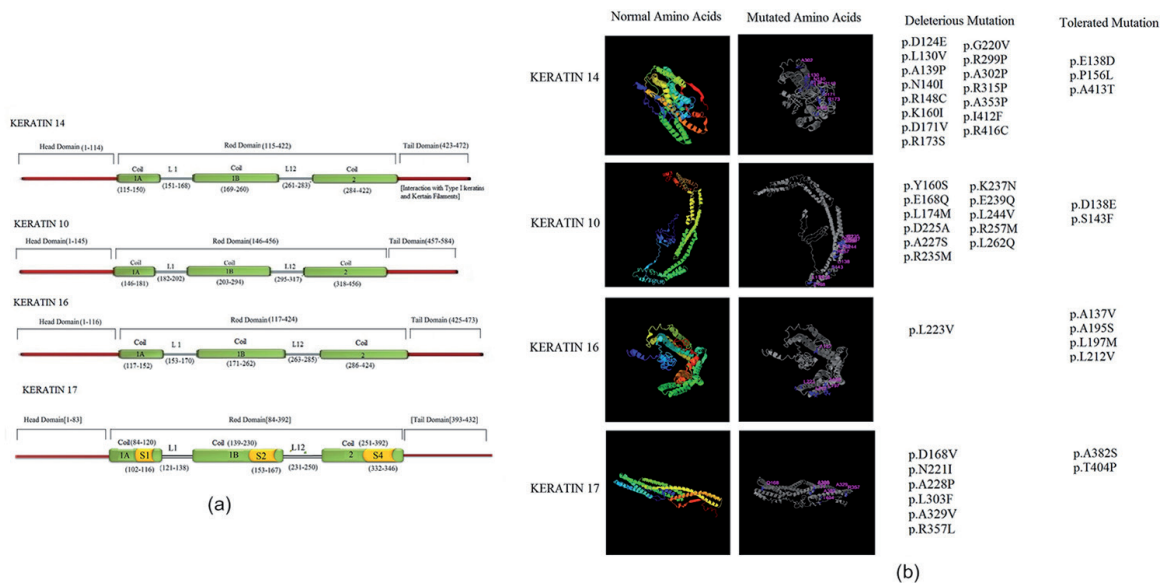 KERATIN 14
Head Domain (1-114) Rod Domain(115-422) Tail Domain(423-472)
Coil L 1 Coil L12 Coil
1A 1B 2
(115-150) (151-168) (169-260) (261-283) (284-422)
[Interaction with Type I keratins
and Kertain Filaments]
KERATIN 10
Head Domain(1-145) Rod Domain(146-456) Tail Domain(457-584)
Coil L1 Coil L12 Coil
1A 1B 2
(146-181) (182-202) (203-294) (295-317) (318-456)
KERATIN 16
Head Domain(1-116) Rod Domain(117-424) Tail Domain(425-473)
Coil L 1 Coil L12 Coil
1A 1B 2
(117-152) (153-170) (171-262) (263-285) (286-424)
KERATIN 17
Head Domain[1-83] Rod Domain[84-392] [Tail Domain[393-432]
Coil(84-120) L1 Coil (139-230) L12 Coil (251-392)
1A S1 1B S2 2 S4
(102-116) (121-138) (153-167) (231-250) (332-346)
(a)
Normal Amino Acids Mutated Amino Acids Deleterious Mutation Tolerated Mutation
KERATIN 14
p.D124E
p.L130V
p.A139P
p.N140I
p.R148C
p.K160I
p.D171V
p.R173S
p.G220V
p.R299P
p.A302P
p.R315P
p.A353P
p.I412F
p.R416C
p.E138D
p.P156L
p.A413T
KERATIN 10
p.Y160S
p.E168Q
p.L174M
p.D225A
p.A227S
p.R235M
p.K237N
p.E239Q
p.L244V
p.R257M
p.L262Q
p.D138E
p.S143F
KERATIN 16
p.L223V
p.A137V
p.A195S
p.L197M
p.L212V
KERATIN 17
p.D168V
p.N221I
p.A228P
p.L303F
p.A329V
p.R357L
p.A382S
p.T404P
(b)